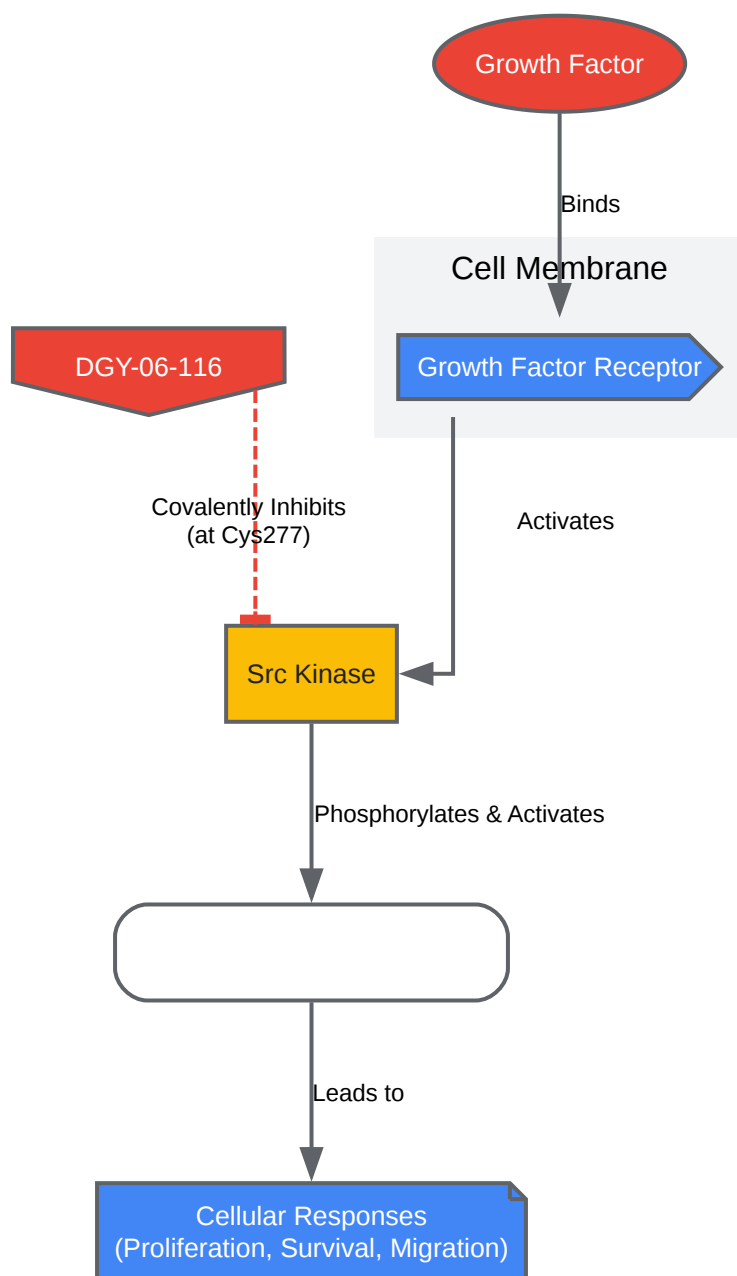 Growth Factor
Binds
Cell Membrane
DGY-06-116
Growth Factor Receptor
Covalently Inhibits
(at Cys277)
Activates
Src Kinase
Phosphorylates & Activates
Leads to
Cellular Responses
(Proliferation, Survival, Migration)